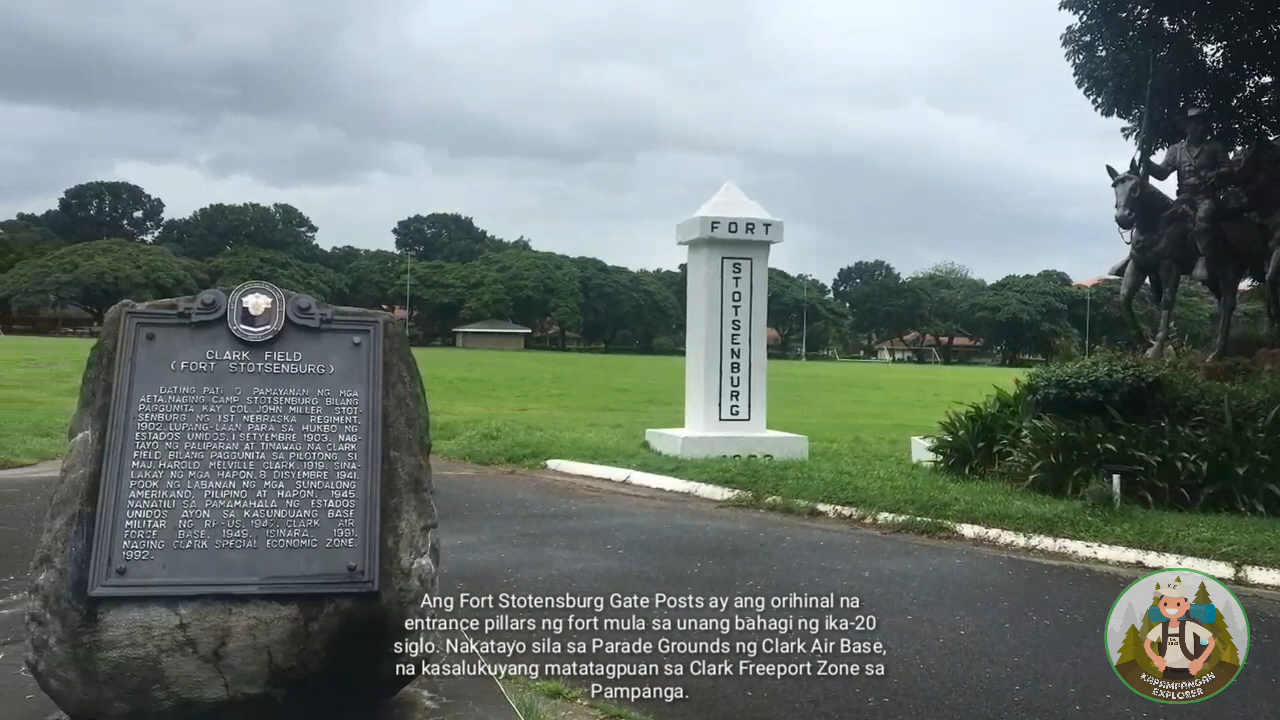 CLARK FIELD
(FORT STOTSENBURG)
DATING PAMAYANAN NG MGA
AETA. NAGING CAMP STOTSENBURG BILANG
PAGGUNITA KAY COL. JOHN MILLER STOT-
SENBURG NG 1ST NEBRASKA REGIMENT,
1902. LUPANG-LAAN PARA SA HUKBO NG
ESTADOS UNIDOS, 1 SETYEMBRE 1903. NAG-
TAYO NG PALIPARAN AT TINAWAG NA CLARK
FIELD BILANG PAGGUNITA SA PILOTONG SI
MAJ. HAROLD MELVILLE CLARK, 1919. SINA-
LAKAY NG MGA HAPON, 8 DISYEMBRE 1941.
POOK NG LABANAN NG MGA SUNDALONG
AMERIKANO, PILIPINO AT HAPON, 1945.
NANATILI SA PAMAMAHALA NG ESTADOS
UNIDOS AYON SA KASUNDUANG BASE
MILITAR NG RP-US, 1947. CLARK AIR
FORCE BASE, 1949. ISINARA, 1991.
NAGING CLARK SPECIAL ECONOMIC ZONE,
1992.
FORT
STOTSENBURG
Ang Fort Stotensburg Gate Posts ay ang orihinal na
entrance pillars ng fort mula sa unang bahagi ng ika-20
siglo. Nakatayo sila sa Parade Grounds ng Clark Air Base,
na kasalukuyang matatagpuan sa Clark Freeport Zone sa
Pampanga.
KAPAMPANGAN
EXPLORER